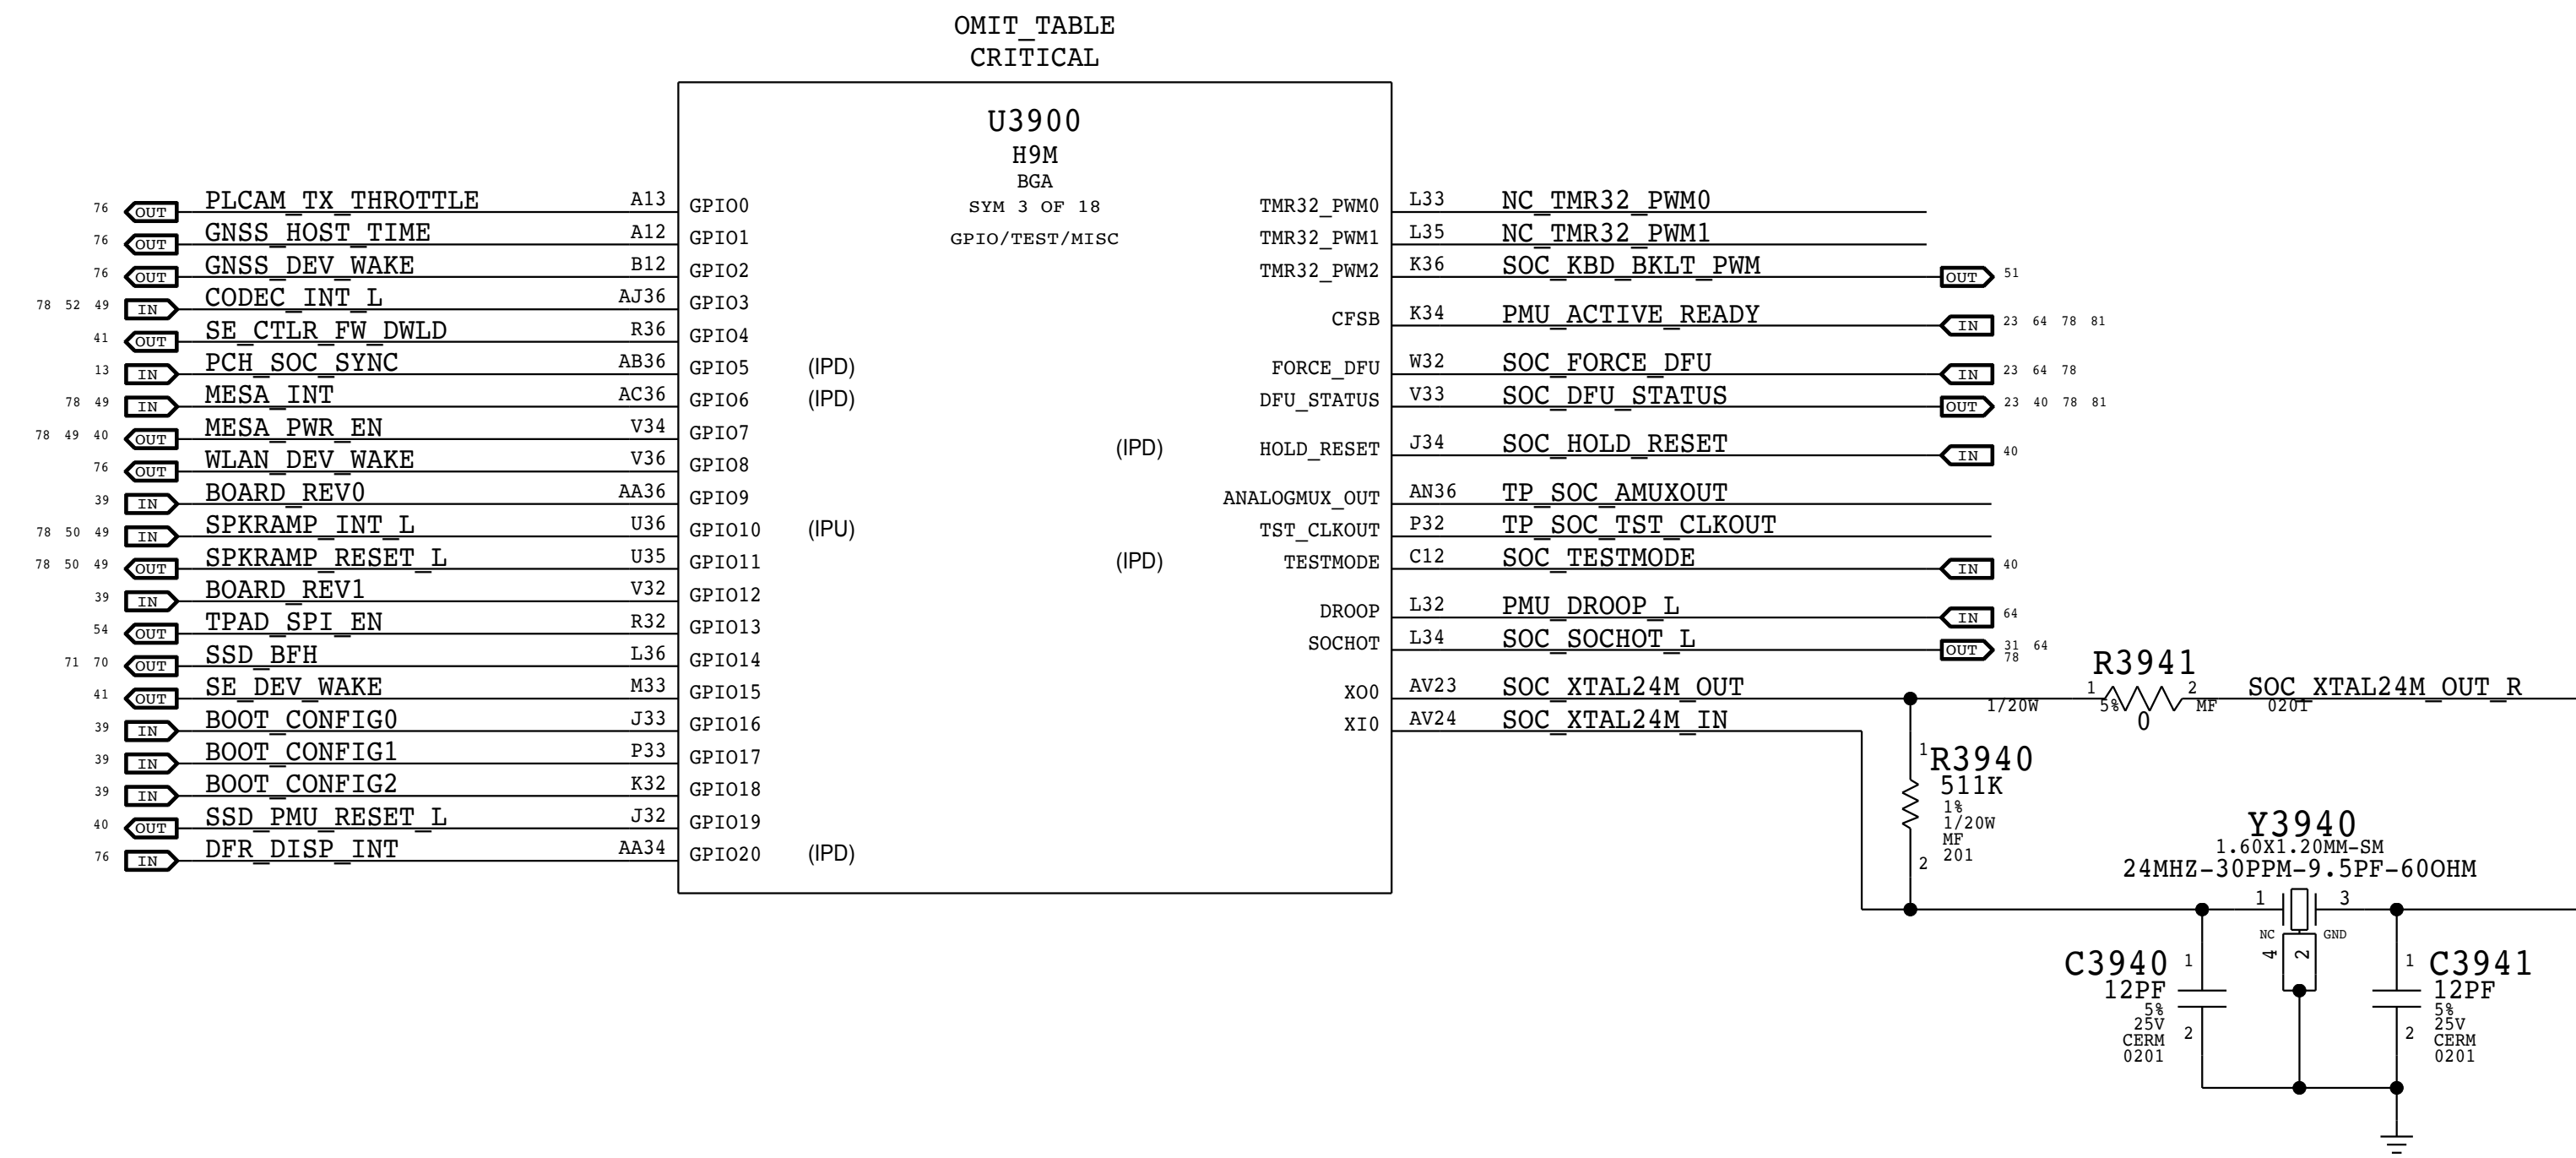 OMIT_TABLE
CRITICAL
U3900
H9M
BGA
SYM 3 OF 18
GPIO/TEST/MISC
76 OUT PLCAM_TX_THROTTLE A13 GPIO0
76 OUT GNSS_HOST_TIME A12 GPIO1
76 OUT GNSS_DEV_WAKE B12 GPIO2
78 52 49 IN CODEC_INT_L AJ36 GPIO3
41 OUT SE_CTLR_FW_DWLD R36 GPIO4
13 IN PCH_SOC_SYNC AB36 GPIO5 (IPD)
78 49 IN MESA_INT AC36 GPIO6 (IPD)
78 49 40 OUT MESA_PWR_EN V34 GPIO7
76 OUT WLAN_DEV_WAKE V36 GPIO8
39 IN BOARD_REV0 AA36 GPIO9
78 50 49 IN SPKRAMP_INT_L U36 GPIO10 (IPU)
78 50 49 OUT SPKRAMP_RESET_L U35 GPIO11
39 IN BOARD_REV1 V32 GPIO12
54 OUT TPAD_SPI_EN R32 GPIO13
71 70 OUT SSD_BFH L36 GPIO14
41 OUT SE_DEV_WAKE M33 GPIO15
39 IN BOOT_CONFIG0 J33 GPIO16
39 IN BOOT_CONFIG1 P33 GPIO17
39 IN BOOT_CONFIG2 K32 GPIO18
40 OUT SSD_PMU_RESET_L J32 GPIO19
76 IN DFR_DISP_INT AA34 GPIO20 (IPD)
TMR32_PWM0 L33 NC_TMR32_PWM0
TMR32_PWM1 L35 NC_TMR32_PWM1
TMR32_PWM2 K36 SOC_KBD_BKLT_PWM OUT 51
CFSB K34 PMU_ACTIVE_READY IN 23 64 78 81
FORCE_DFU W32 SOC_FORCE_DFU IN 23 64 78
DFU_STATUS V33 SOC_DFU_STATUS OUT 23 40 78 81
(IPD) HOLD_RESET J34 SOC_HOLD_RESET IN 40
ANALOGMUX_OUT AN36 TP_SOC_AMUXOUT
TST_CLKOUT P32 TP_SOC_TST_CLKOUT
(IPD) TESTMODE C12 SOC_TESTMODE IN 40
DROOP L32 PMU_DROOP_L IN 64
SOCHOT L34 SOC_SOCHOT_L OUT 31 64
78
XO0 AV23 SOC_XTAL24M_OUT
XI0 AV24 SOC_XTAL24M_IN
R3941
1 2 SOC_XTAL24M_OUT_R
1/20W 5% MF 0201
0
1 R3940
511K
1%
1/20W
MF
201
2
Y3940
1.60X1.20MM-SM
24MHZ-30PPM-9.5PF-60OHM
1 3
NC GND
4 2
C3940 1
12PF
5%
25V
CERM
0201
2
1 C3941
12PF
5%
25V
CERM
0201
2